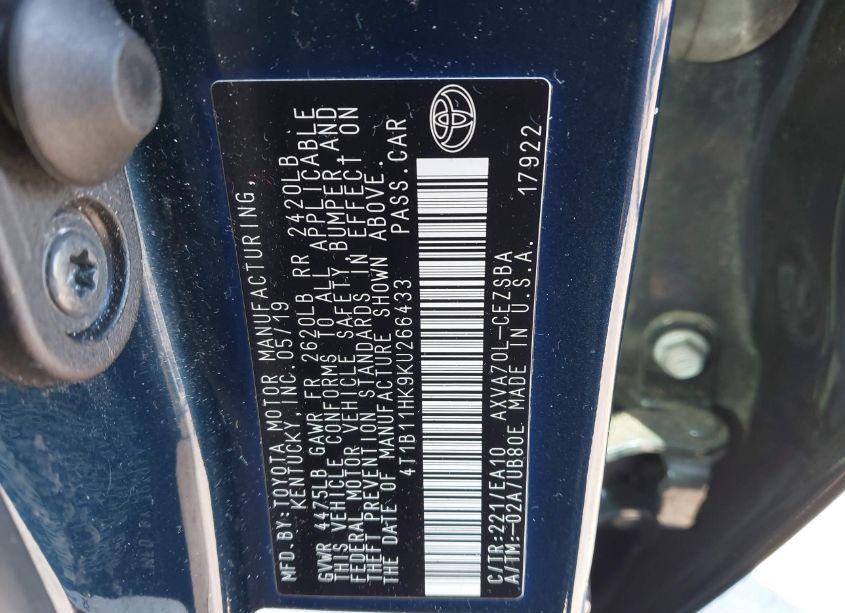 MFD.BY:TOYOTA MOTOR MANUFACTURING,
KENTUCKY, INC.05/19
GVWR 4475LB GAWR FR 2620LB RR 2420LB
THIS VEHICLE CONFORMS TO ALL APPLICABLE
FEDERAL MOTOR VEHICLE SAFETY, BUMPER,AND
THEFT PREVENTION STANDARDS IN EFFECT ON
THE DATE OF MANUFACTURE SHOWN ABOVE.
4T1B11HK9KU266433 PASS.CAR
C/TR:221/EA10 AXVA70L-CEZSBA
A/TM:-02A/UB80E MADE IN U.S.A. 17922